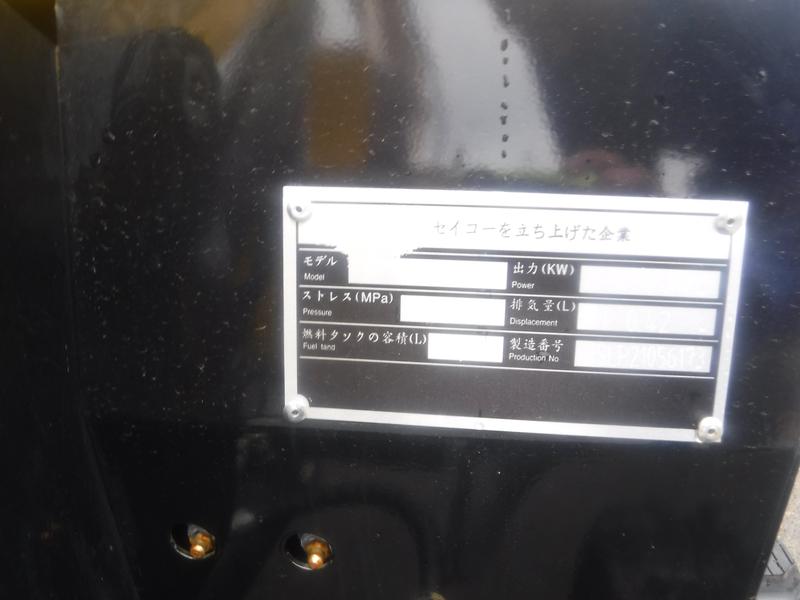 セイコーを立ち上げた企業
モデル
Model
出力(KW)
Power
ストレス(MPa)
Pressure
排気量(L)
Displacement
燃料タソクの容積(L)
Fuel tand
製造番号
Production No